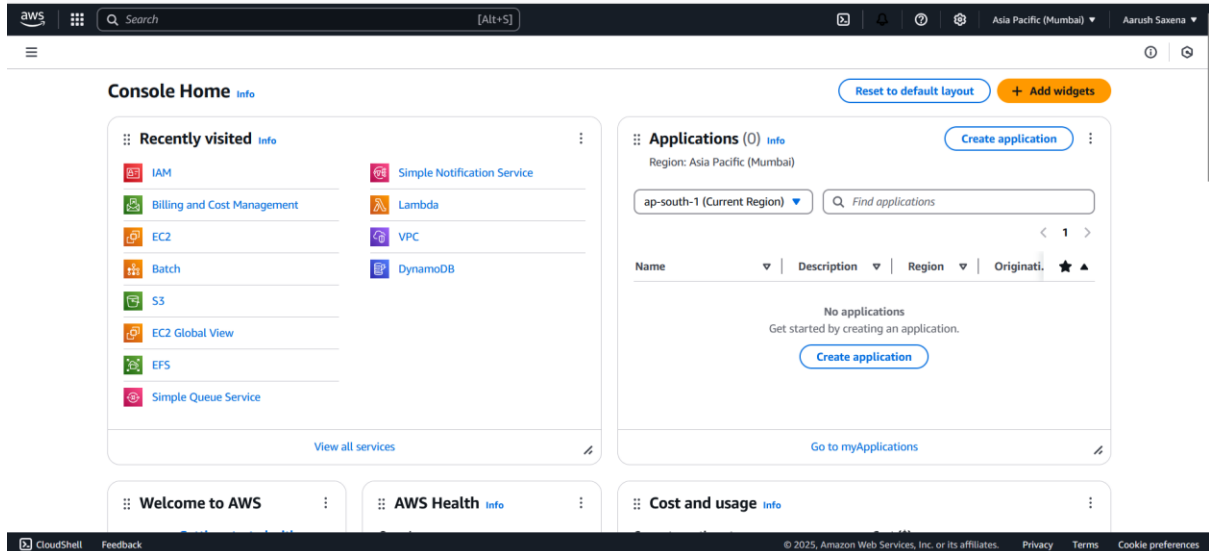 aws Search [Alt+S] Asia Pacific (Mumbai) Aarush Saxena
Console Home Info Reset to default layout + Add widgets
Recently visited Info
IAM
Billing and Cost Management
EC2
Batch
S3
EC2 Global View
EFS
Simple Queue Service
Simple Notification Service
Lambda
VPC
DynamoDB
View all services
Applications (0) Info Create application
Region: Asia Pacific (Mumbai)
ap-south-1 (Current Region) Find applications
1
Name Description Region Originati.
No applications
Get started by creating an application.
Create application
Go to myApplications
Welcome to AWS
AWS Health Info
Cost and usage Info
CloudShell Feedback © 2025, Amazon Web Services, Inc. or its affiliates. Privacy Terms Cookie preferences